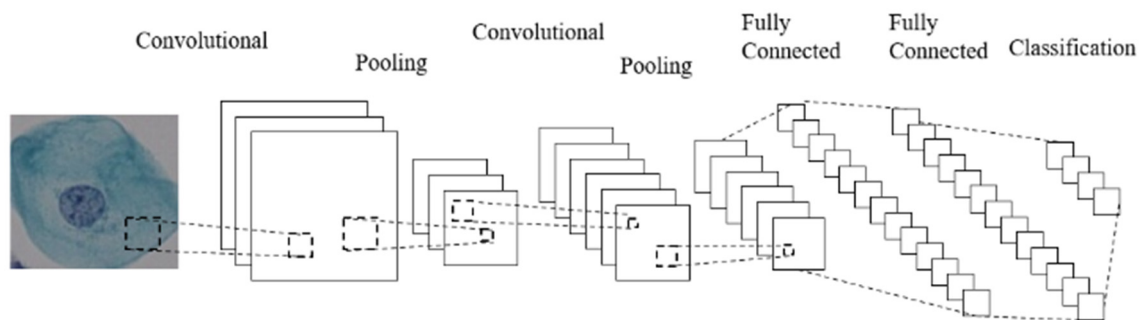 Convolutional
Pooling
Convolutional
Pooling
Fully
Connected
Fully
Connected
Classification